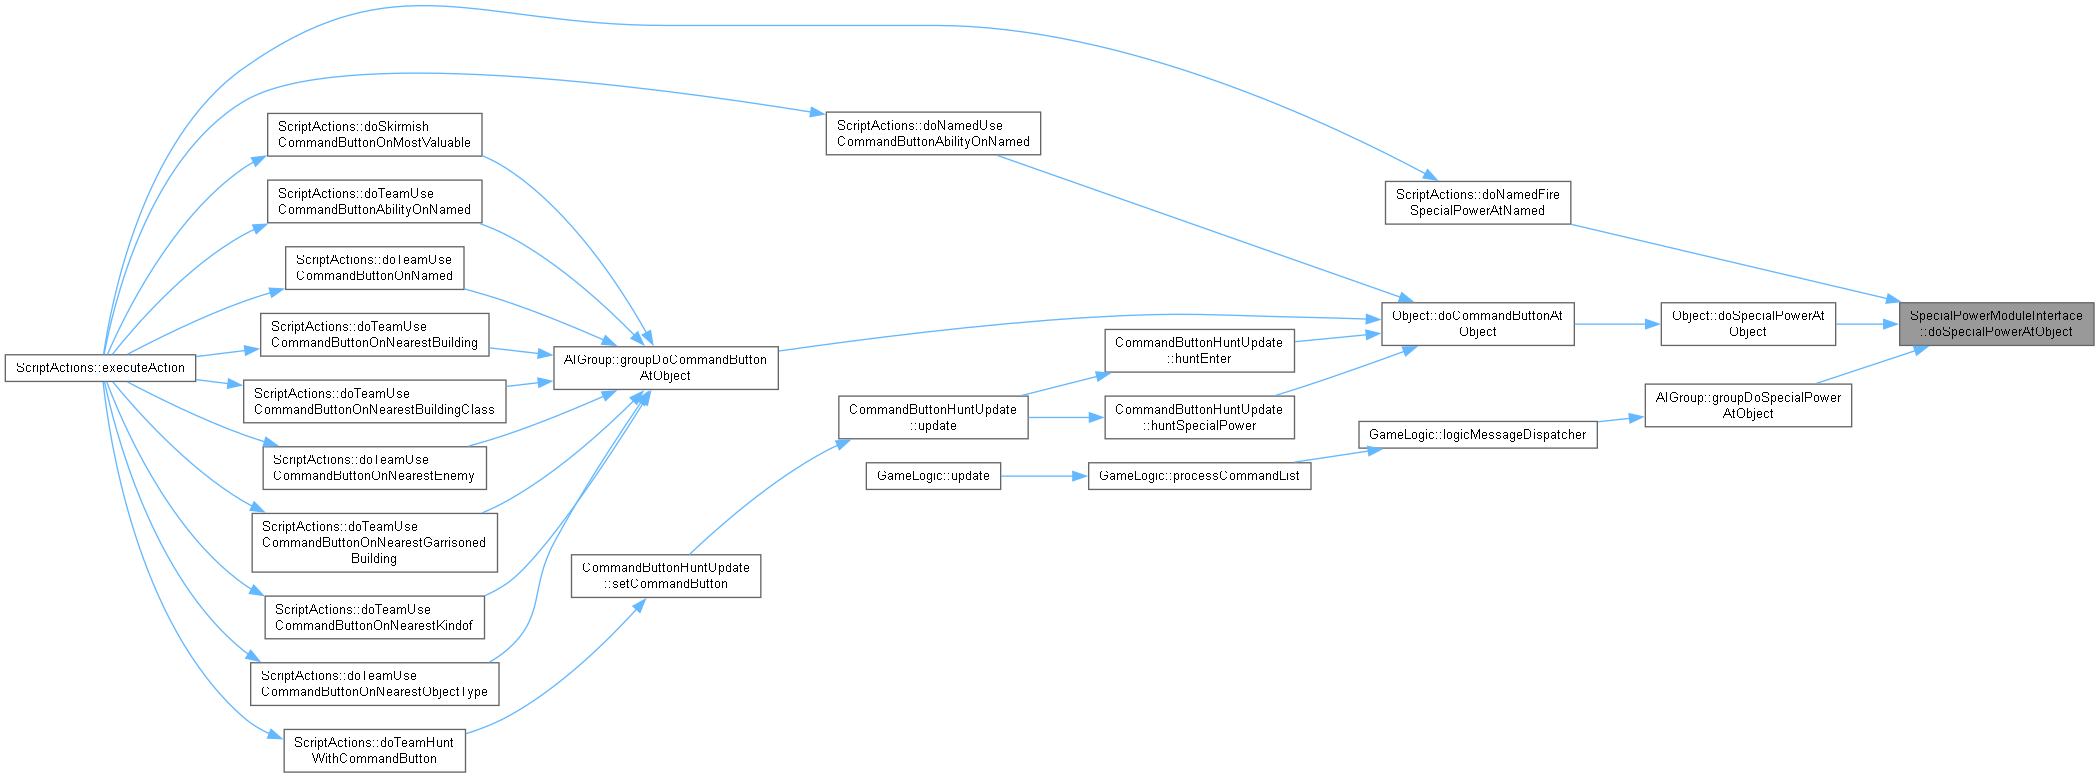 ScriptActions::executeAction
ScriptActions::doSkirmish
CommandButtonOnMostValuable
ScriptActions::doTeamUse
CommandButtonAbilityOnNamed
ScriptActions::doTeamUse
CommandButtonOnNamed
ScriptActions::doTeamUse
CommandButtonOnNearestBuilding
ScriptActions::doTeamUse
CommandButtonOnNearestBuildingClass
ScriptActions::doTeamUse
CommandButtonOnNearestEnemy
ScriptActions::doTeamUse
CommandButtonOnNearestGarrisoned
Building
ScriptActions::doTeamUse
CommandButtonOnNearestKindof
ScriptActions::doTeamUse
CommandButtonOnNearestObjectType
ScriptActions::doTeamHunt
WithCommandButton
AIGroup::groupDoCommandButton
AtObject
CommandButtonHuntUpdate
::setCommandButton
ScriptActions::doNamedUse
CommandButtonAbilityOnNamed
CommandButtonHuntUpdate
::update
GameLogic::update
CommandButtonHuntUpdate
::huntEnter
CommandButtonHuntUpdate
::huntSpecialPower
GameLogic::processCommandList
ScriptActions::doNamedFire
SpecialPowerAtNamed
Object::doCommandButtonAt
Object
GameLogic::logicMessageDispatcher
Object::doSpecialPowerAt
Object
AIGroup::groupDoSpecialPower
AtObject
SpecialPowerModuleInterface
::doSpecialPowerAtObject